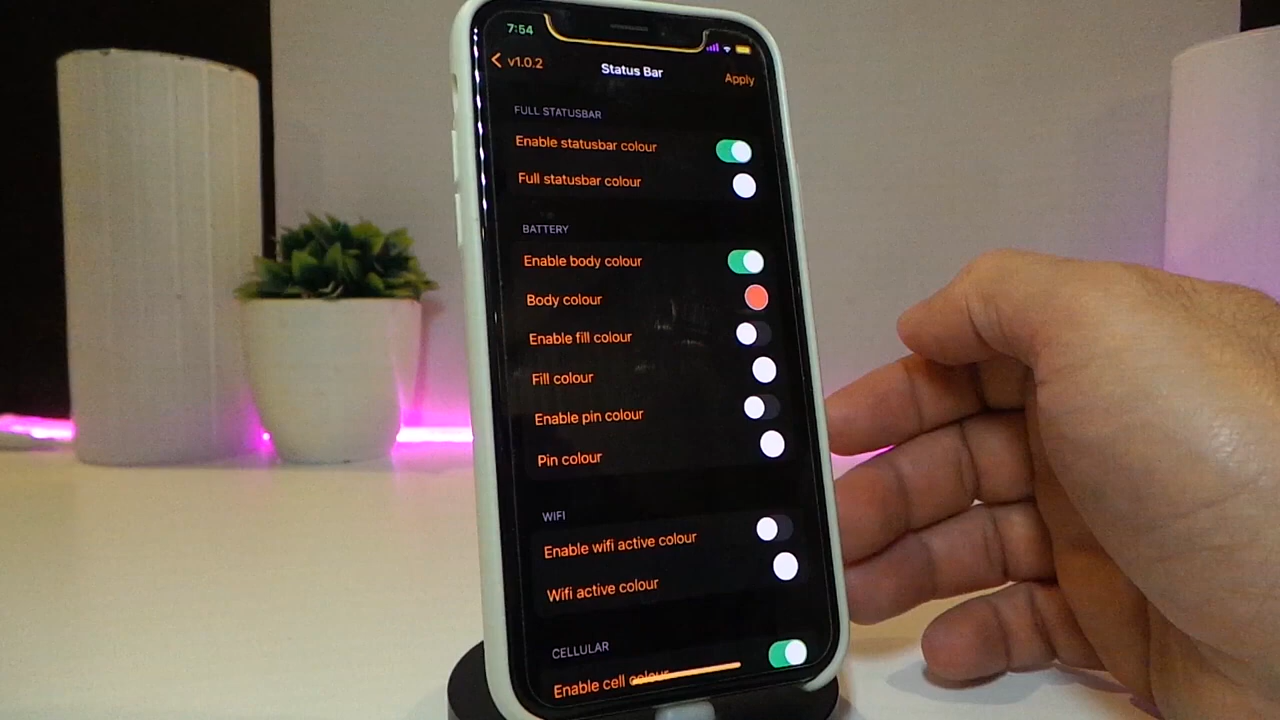 7:54
v1.0.2
Status Bar
Apply
FULL STATUSBAR
Enable statusbar colour
Full statusbar colour
BATTERY
Enable body colour
Body colour
Enable fill colour
Fill colour
Enable pin colour
Pin colour
WIFI
Enable wifi active colour
Wifi active colour
CELLULAR
Enable cell colour